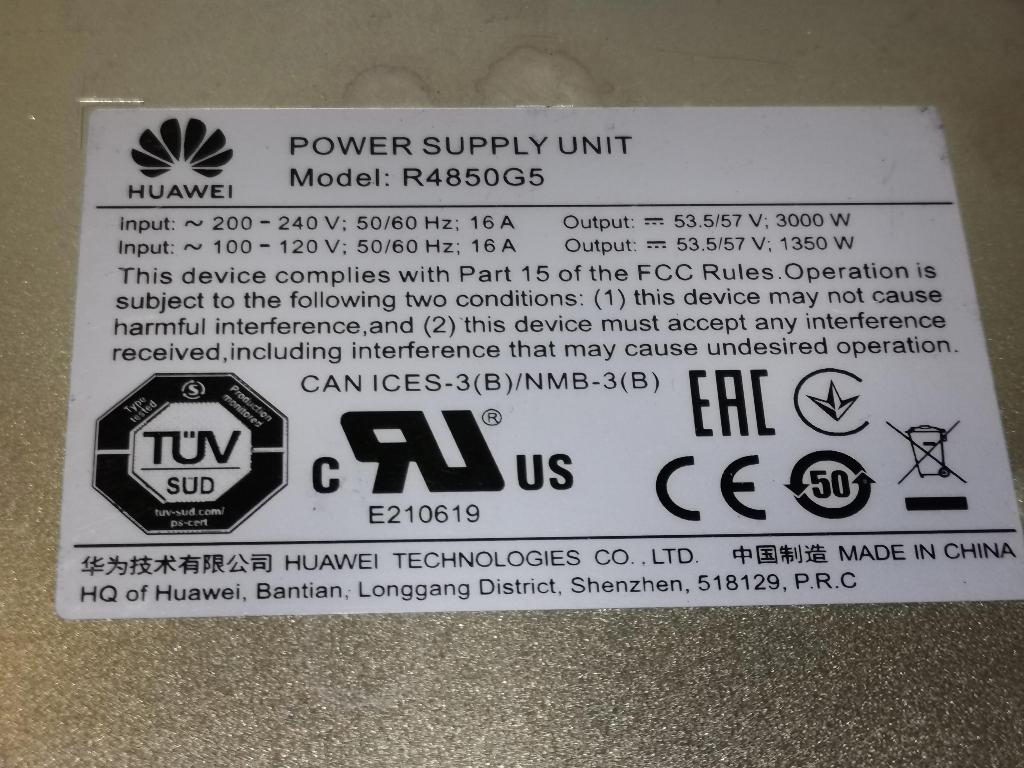 HUAWEI
POWER SUPPLY UNIT
Model: R4850G5
Input: ~ 200 - 240 V; 50/60 Hz; 16 A
Output: ⎓ 53.5/57 V; 3000 W
Input: ~ 100 - 120 V; 50/60 Hz; 16 A
Output: ⎓ 53.5/57 V; 1350 W
This device complies with Part 15 of the FCC Rules.Operation is
subject to the following two conditions: (1) this device may not cause
harmful interference,and (2) this device must accept any interference
received,including interference that may cause undesired operation.
CAN ICES-3(B)/NMB-3(B)
Type tested
Production monitored
TÜV
SÜD
tuv-sud.com/
ps-cert
C RU® US
E210619
EAC
CE
50
华为技术有限公司 HUAWEI TECHNOLOGIES CO., LTD. 中国制造 MADE IN CHINA
HQ of Huawei, Bantian, Longgang District, Shenzhen, 518129, P.R.C